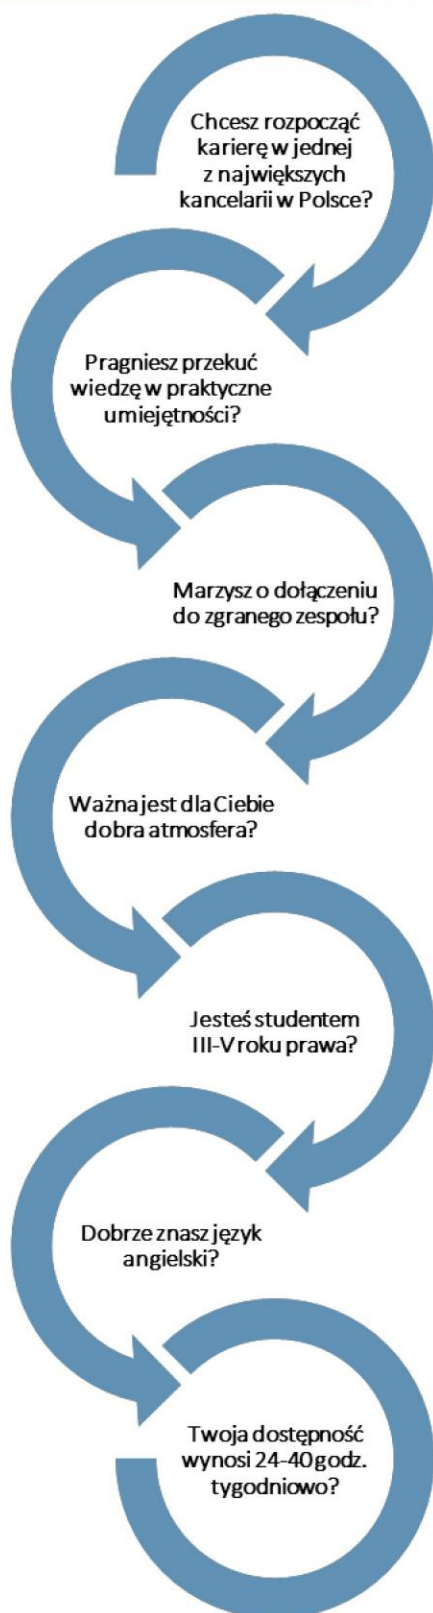 Chcesz rozpocząć
karierę w jednej
z największych
kancelarii w Polsce?
Pragniesz przekuć
wiedzę w praktyczne
umiejętności?
Marzysz o dołączeniu
do zgranego zespołu?
Ważna jest dla Ciebie
dobra atmosfera?
Jesteś studentem
III-V roku prawa?
Dobrze znasz język
angielski?
Twoja dostępność
wynosi 24-40 godz.
tygodniowo?